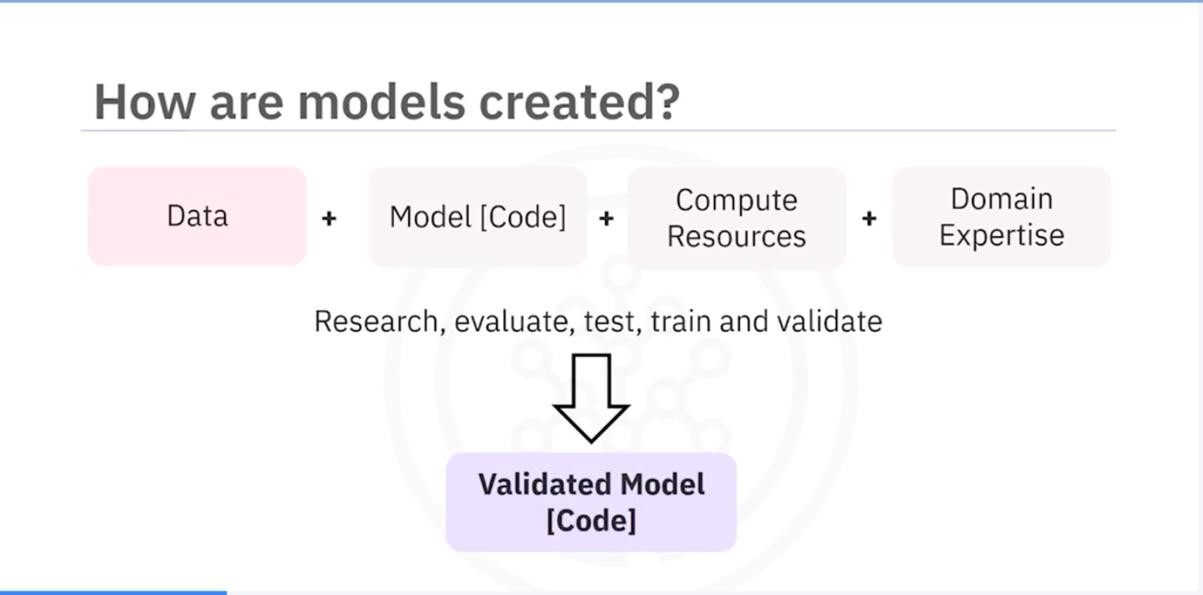 How are models created?
Data + Model [Code] + Compute Resources + Domain Expertise
Research, evaluate, test, train and validate
Validated Model
[Code]